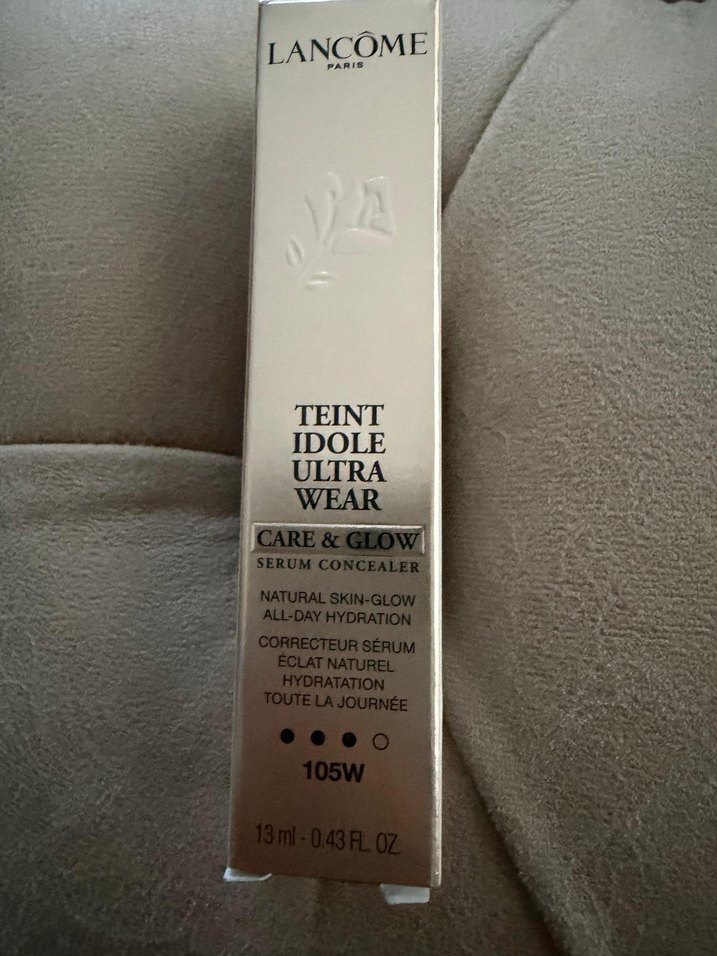 LANCÔME
PARIS
TEINT
IDOLE
ULTRA
WEAR
CARE & GLOW
SERUM CONCEALER
NATURAL SKIN-GLOW
ALL-DAY HYDRATION
CORRECTEUR SÉRUM
ÉCLAT NATUREL
HYDRATATION
TOUTE LA JOURNÉE
105W
13 ml - 0.43 FL. OZ.